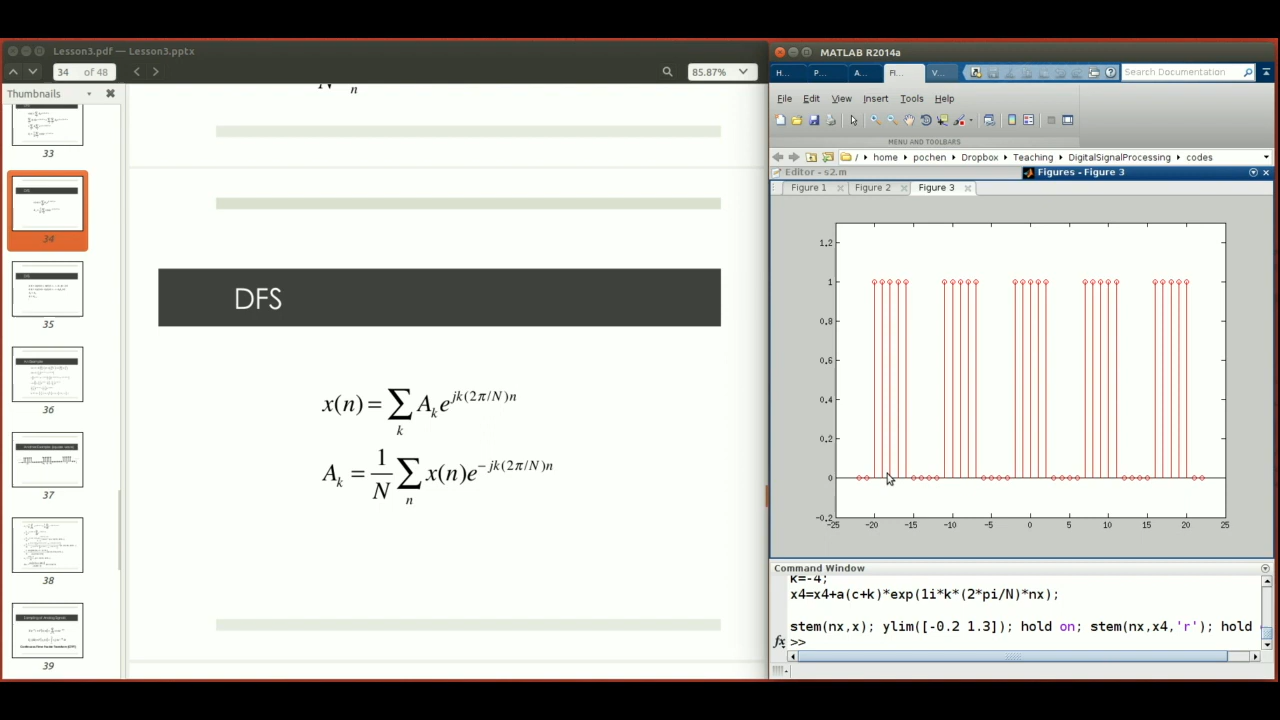 Lesson3.pdf — Lesson3.pptx
34 of 48
85.87%
Thumbnails
33
34
35
36
37
38
39
N n
DFS
x(n) = ∑ A_k e^{jk(2π/N)n}
k
A_k = 1/N ∑ x(n)e^{-jk(2π/N)n}
n
MATLAB R2014a
H... P... A... Fi... V...
Search Documentation
File Edit View Insert Tools Help
MENU AND TOOLBARS
/ home pochen Dropbox Teaching DigitalSignalProcessing codes
Editor - s2.m
Figures - Figure 3
Figure 1 Figure 2 Figure 3
1.2
1
0.8
0.6
0.4
0.2
0
-0.2
-25 -20 -15 -10 -5 0 5 10 15 20 25
Command Window
k=-4;
x4=x4+a(c+k)*exp(1i*k*(2*pi/N)*nx);
stem(nx,x); ylim([-0.2 1.3]); hold on; stem(nx,x4,'r'); hold
fx >>